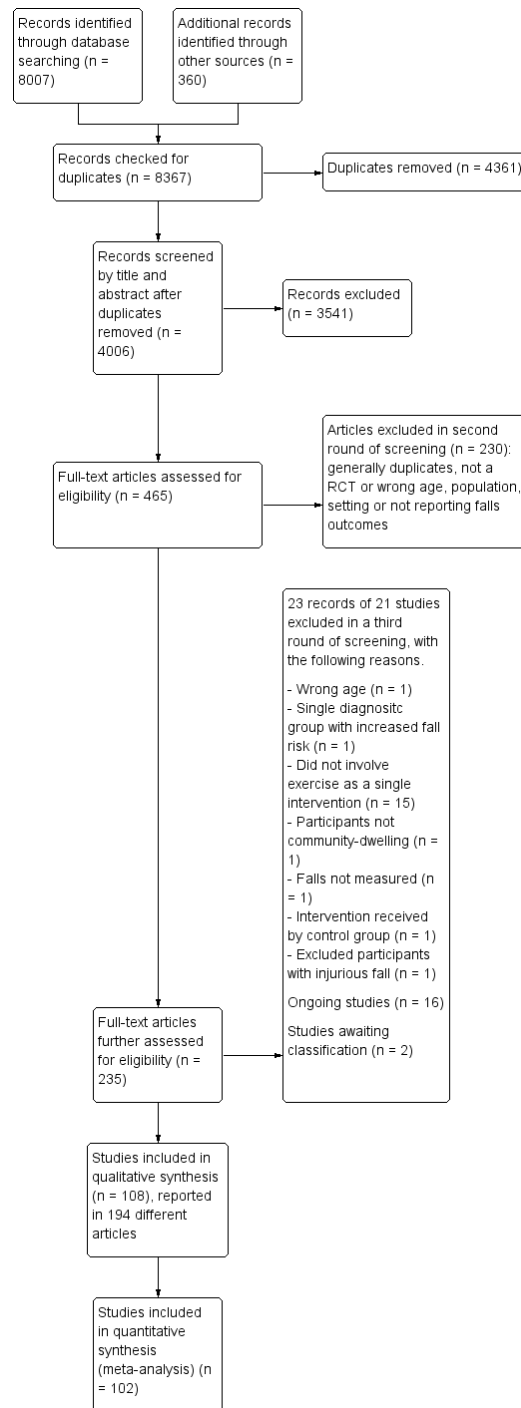 Records identified
through database
searching (n =
8007)
Additional records
identified through
other sources (n =
360)
Records checked for
duplicates (n = 8367)
Duplicates removed (n = 4361)
Records screened
by title and
abstract after
duplicates
removed (n =
4006)
Records excluded
(n = 3541)
Full-text articles assessed for
eligibility (n = 465)
Articles excluded in second
round of screening (n = 230):
generally duplicates, not a
RCT or wrong age, population,
setting or not reporting falls
outcomes
23 records of 21 studies
excluded in a third
round of screening, with
the following reasons.
- Wrong age (n = 1)
- Single diagnositc
group with increased fall
risk (n = 1)
- Did not involve
exercise as a single
intervention (n = 15)
- Participants not
community-dwelling (n =
1)
- Falls not measured (n
= 1)
- Intervention received
by control group (n = 1)
- Excluded participants
with injurious fall (n = 1)
Ongoing studies (n = 16)
Studies awaiting
classification (n = 2)
Full-text articles
further assessed
for eligibility (n =
235)
Studies included in
qualitative synthesis
(n = 108), reported
in 194 different
articles
Studies included
in quantitative
synthesis
(meta-analysis) (n
= 102)